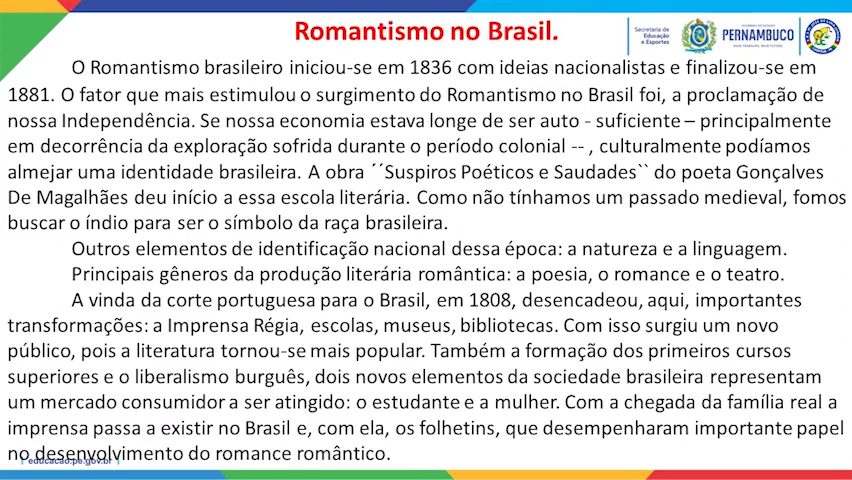 Romantismo no Brasil.
Secretaria de
Educação
e Esportes
GOVERNO DO ESTADO
PERNAMBUCO
MAIS TRABALHO, MAIS FUTURO.
O Romantismo brasileiro iniciou-se em 1836 com ideias nacionalistas e finalizou-se em
1881. O fator que mais estimulou o surgimento do Romantismo no Brasil foi, a proclamação de
nossa Independência. Se nossa economia estava longe de ser auto - suficiente – principalmente
em decorrência da exploração sofrida durante o período colonial -- , culturalmente podíamos
almejar uma identidade brasileira. A obra ´´Suspiros Poéticos e Saudades`` do poeta Gonçalves
De Magalhães deu início a essa escola literária. Como não tínhamos um passado medieval, fomos
buscar o índio para ser o símbolo da raça brasileira.
Outros elementos de identificação nacional dessa época: a natureza e a linguagem.
Principais gêneros da produção literária romântica: a poesia, o romance e o teatro.
A vinda da corte portuguesa para o Brasil, em 1808, desencadeou, aqui, importantes
transformações: a Imprensa Régia, escolas, museus, bibliotecas. Com isso surgiu um novo
público, pois a literatura tornou-se mais popular. Também a formação dos primeiros cursos
superiores e o liberalismo burguês, dois novos elementos da sociedade brasileira representam
um mercado consumidor a ser atingido: o estudante e a mulher. Com a chegada da família real a
imprensa passa a existir no Brasil e, com ela, os folhetins, que desempenharam importante papel
no desenvolvimento do romance romântico.
| educacao.pe.gov.br |